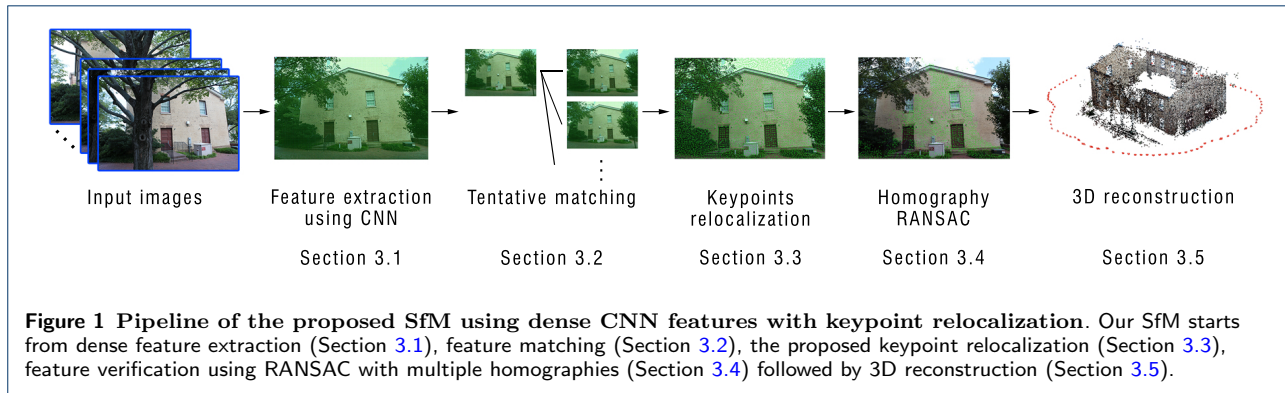 Input images
Feature extraction
using CNN
Section 3.1
Tentative matching
Section 3.2
Keypoints
relocalization
Section 3.3
Homography
RANSAC
Section 3.4
3D reconstruction
Section 3.5
Figure 1 Pipeline of the proposed SfM using dense CNN features with keypoint relocalization. Our SfM starts
from dense feature extraction (Section 3.1), feature matching (Section 3.2), the proposed keypoint relocalization (Section 3.3),
feature verification using RANSAC with multiple homographies (Section 3.4) followed by 3D reconstruction (Section 3.5).